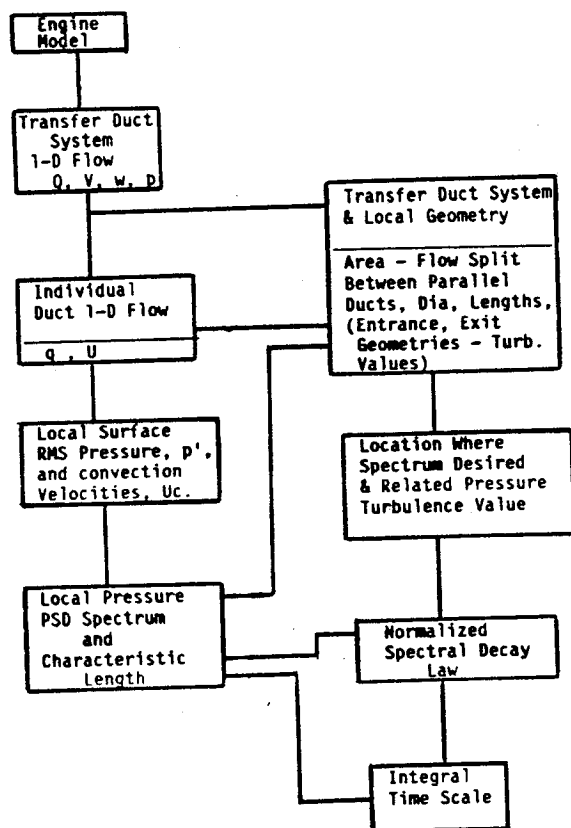 Engine
Model
Transfer Duct
System
1-D Flow
Q, V, w, p
Transfer Duct System
& Local Geometry
Area - Flow Split
Between Parallel
Ducts, Dia, Lengths,
(Entrance, Exit
Geometries - Turb.
Values)
Individual
Duct 1-D Flow
q , U
Local Surface
RMS Pressure, p',
and convection
Velocities, Uc.
Location Where
Spectrum Desired
& Related Pressure
Turbulence Value
Local Pressure
PSD Spectrum
and
Characteristic
Length
Normalized
Spectral Decay
Law
Integral
Time Scale